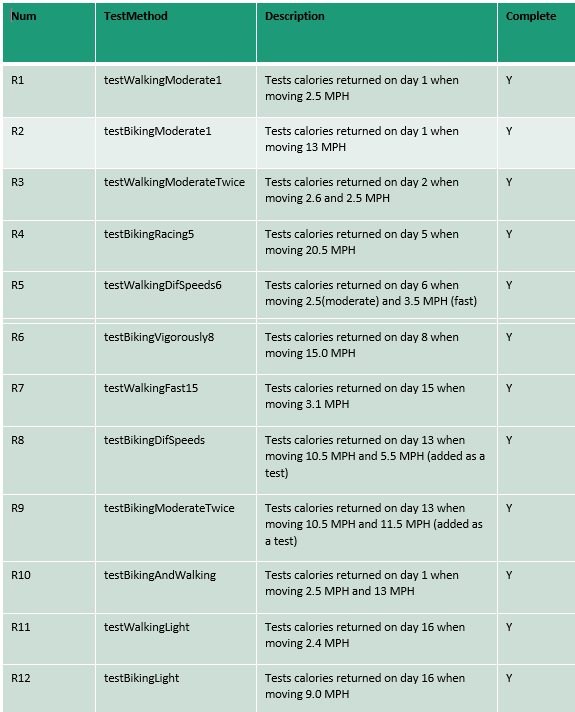 Num TestMethod Description Complete
R1 testWalkingModerate1 Tests calories returned on day 1 when Y
moving 2.5 MPH
R2 testBikingModerate1 Tests calories returned on day 1 when Y
moving 13 MPH
R3 testWalkingModerateTwice Tests calories returned on day 2 when Y
moving 2.6 and 2.5 MPH
R4 testBikingRacing5 Tests calories returned on day 5 when Y
moving 20.5 MPH
R5 testWalkingDifSpeeds6 Tests calories returned on day 6 when Y
moving 2.5(moderate) and 3.5 MPH (fast)
R6 testBikingVigorously8 Tests calories returned on day 8 when Y
moving 15.0 MPH
R7 testWalkingFast15 Tests calories returned on day 15 when Y
moving 3.1 MPH
R8 testBikingDifSpeeds Tests calories returned on day 13 when Y
moving 10.5 MPH and 5.5 MPH (added as a
test)
R9 testBikingModerateTwice Tests calories returned on day 13 when Y
moving 10.5 MPH and 11.5 MPH (added as
a test)
R10 testBikingAndWalking Tests calories returned on day 1 when Y
moving 2.5 MPH and 13 MPH
R11 testWalkingLight Tests calories returned on day 16 when Y
moving 2.4 MPH
R12 testBikingLight Tests calories returned on day 16 when Y
moving 9.0 MPH